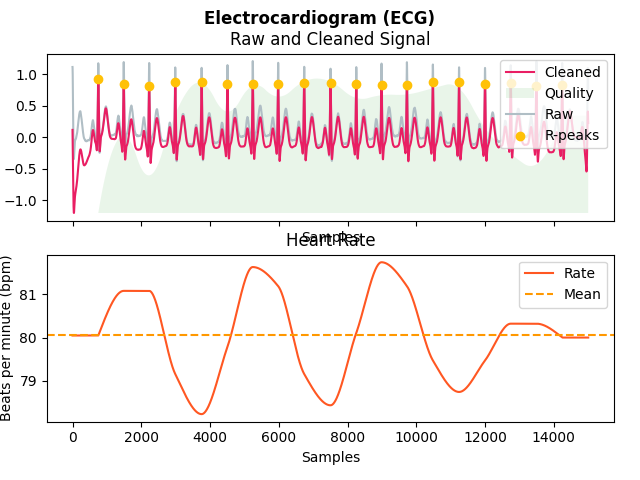 Electrocardiogram (ECG)
Raw and Cleaned Signal
1.0
0.5
0.0
−0.5
−1.0
Cleaned
Quality
Raw
R-peaks
Samples
Heart Rate
Beats per minute (bpm)
81
80
79
Rate
Mean
0 2000 4000 6000 8000 10000 12000 14000
Samples